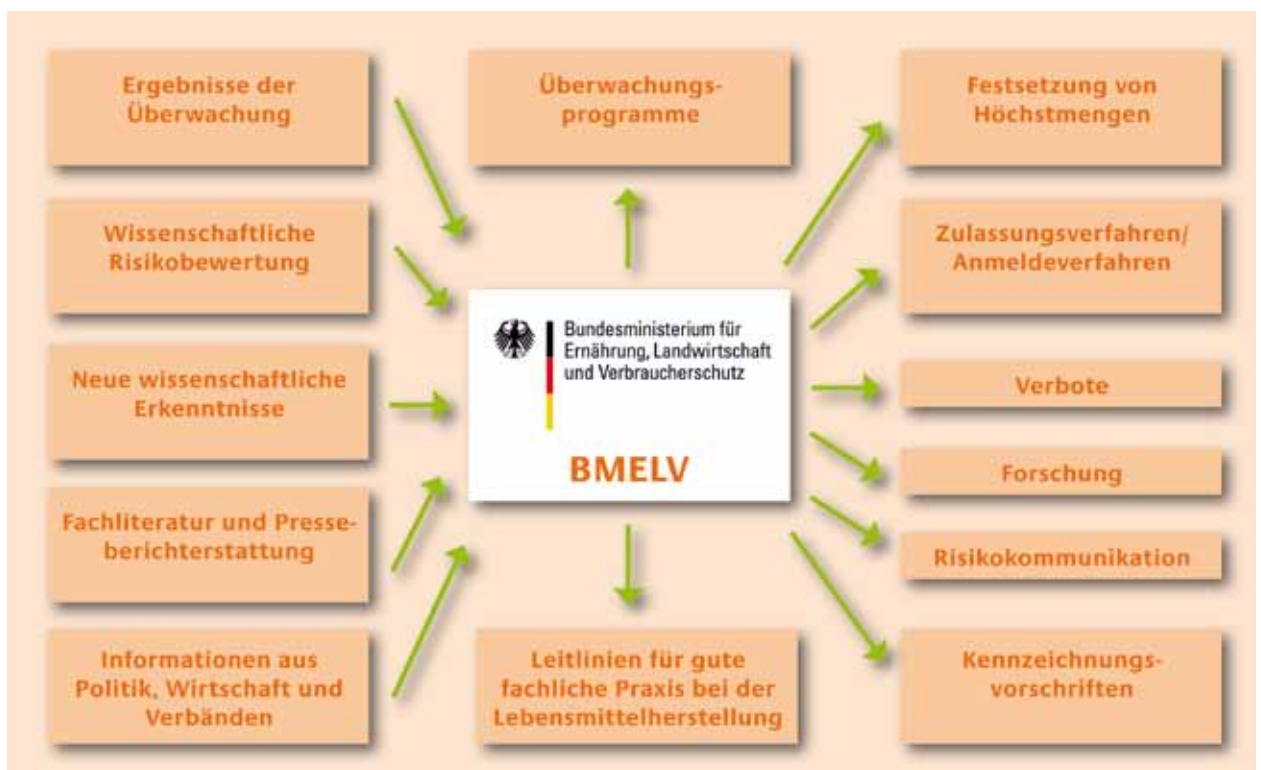 Ergebnisse der
Überwachung
Wissenschaftliche
Risikobewertung
Neue wissenschaftliche
Erkenntnisse
Fachliteratur und Presse-
berichterstattung
Informationen aus
Politik, Wirtschaft und
Verbänden
Überwachungs-
programme
Bundesministerium für
Ernährung, Landwirtschaft
und Verbraucherschutz
BMELV
Leitlinien für gute
fachliche Praxis bei der
Lebensmittelherstellung
Festsetzung von
Höchstmengen
Zulassungsverfahren/
Anmeldeverfahren
Verbote
Forschung
Risikokommunikation
Kennzeichnungs-
vorschriften